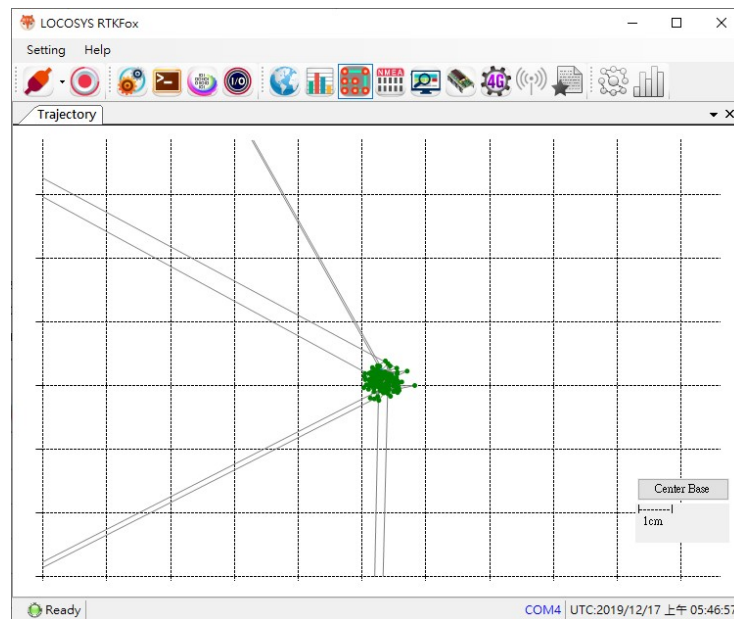 LOCOSYS RTKFox
Setting Help
NMEA
4G
Trajectory
Center Base
1cm
Ready
COM4 UTC:2019/12/17 上午 05:46:57